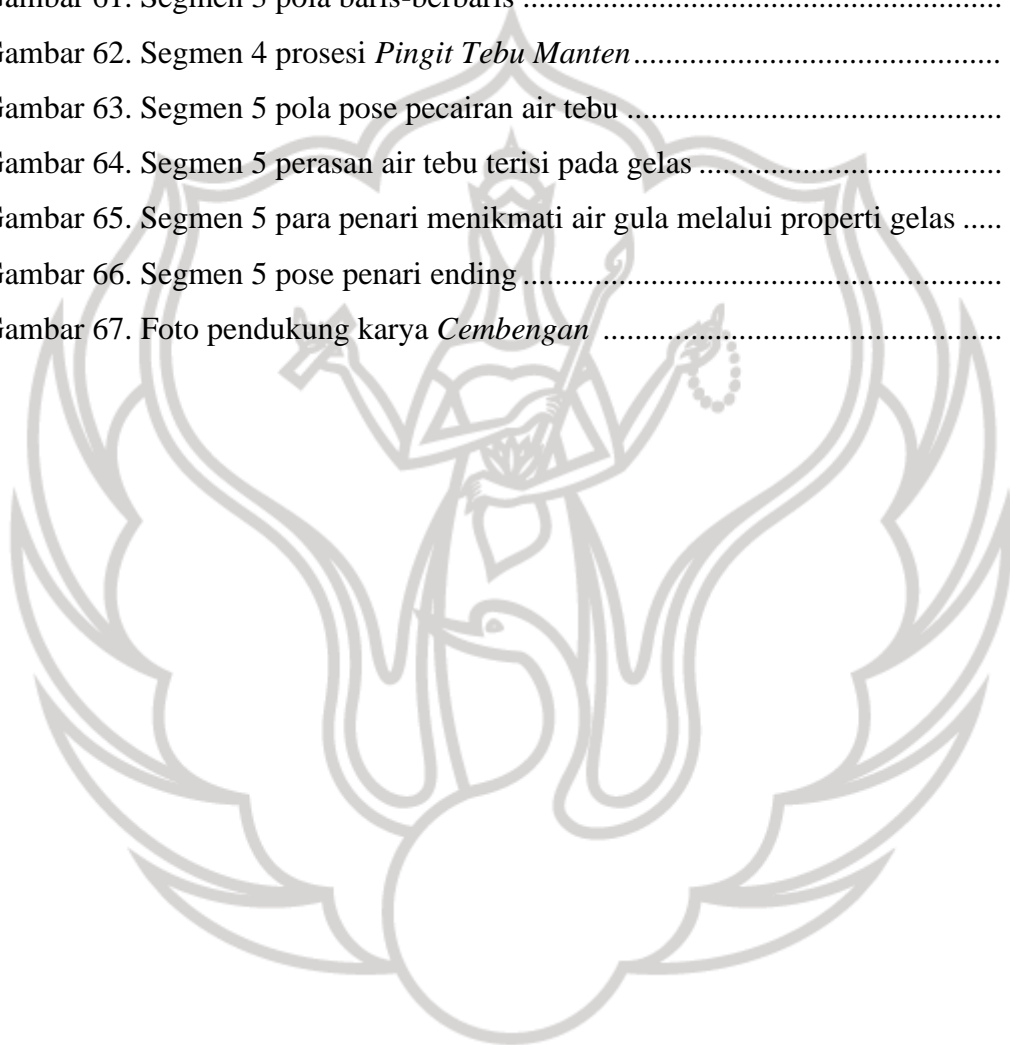 Gambar 61. Segmen 3 pola baris-berbaris ...........................................................
Gambar 62. Segmen 4 prosesi Pingit Tebu Manten .............................................
Gambar 63. Segmen 5 pola pose pecairan air tebu ..............................................
Gambar 64. Segmen 5 perasan air tebu terisi pada gelas .....................................
Gambar 65. Segmen 5 para penari menikmati air gula melalui properti gelas .....
Gambar 66. Segmen 5 pose penari ending ...........................................................
Gambar 67. Foto pendukung karya Cembengan .................................................